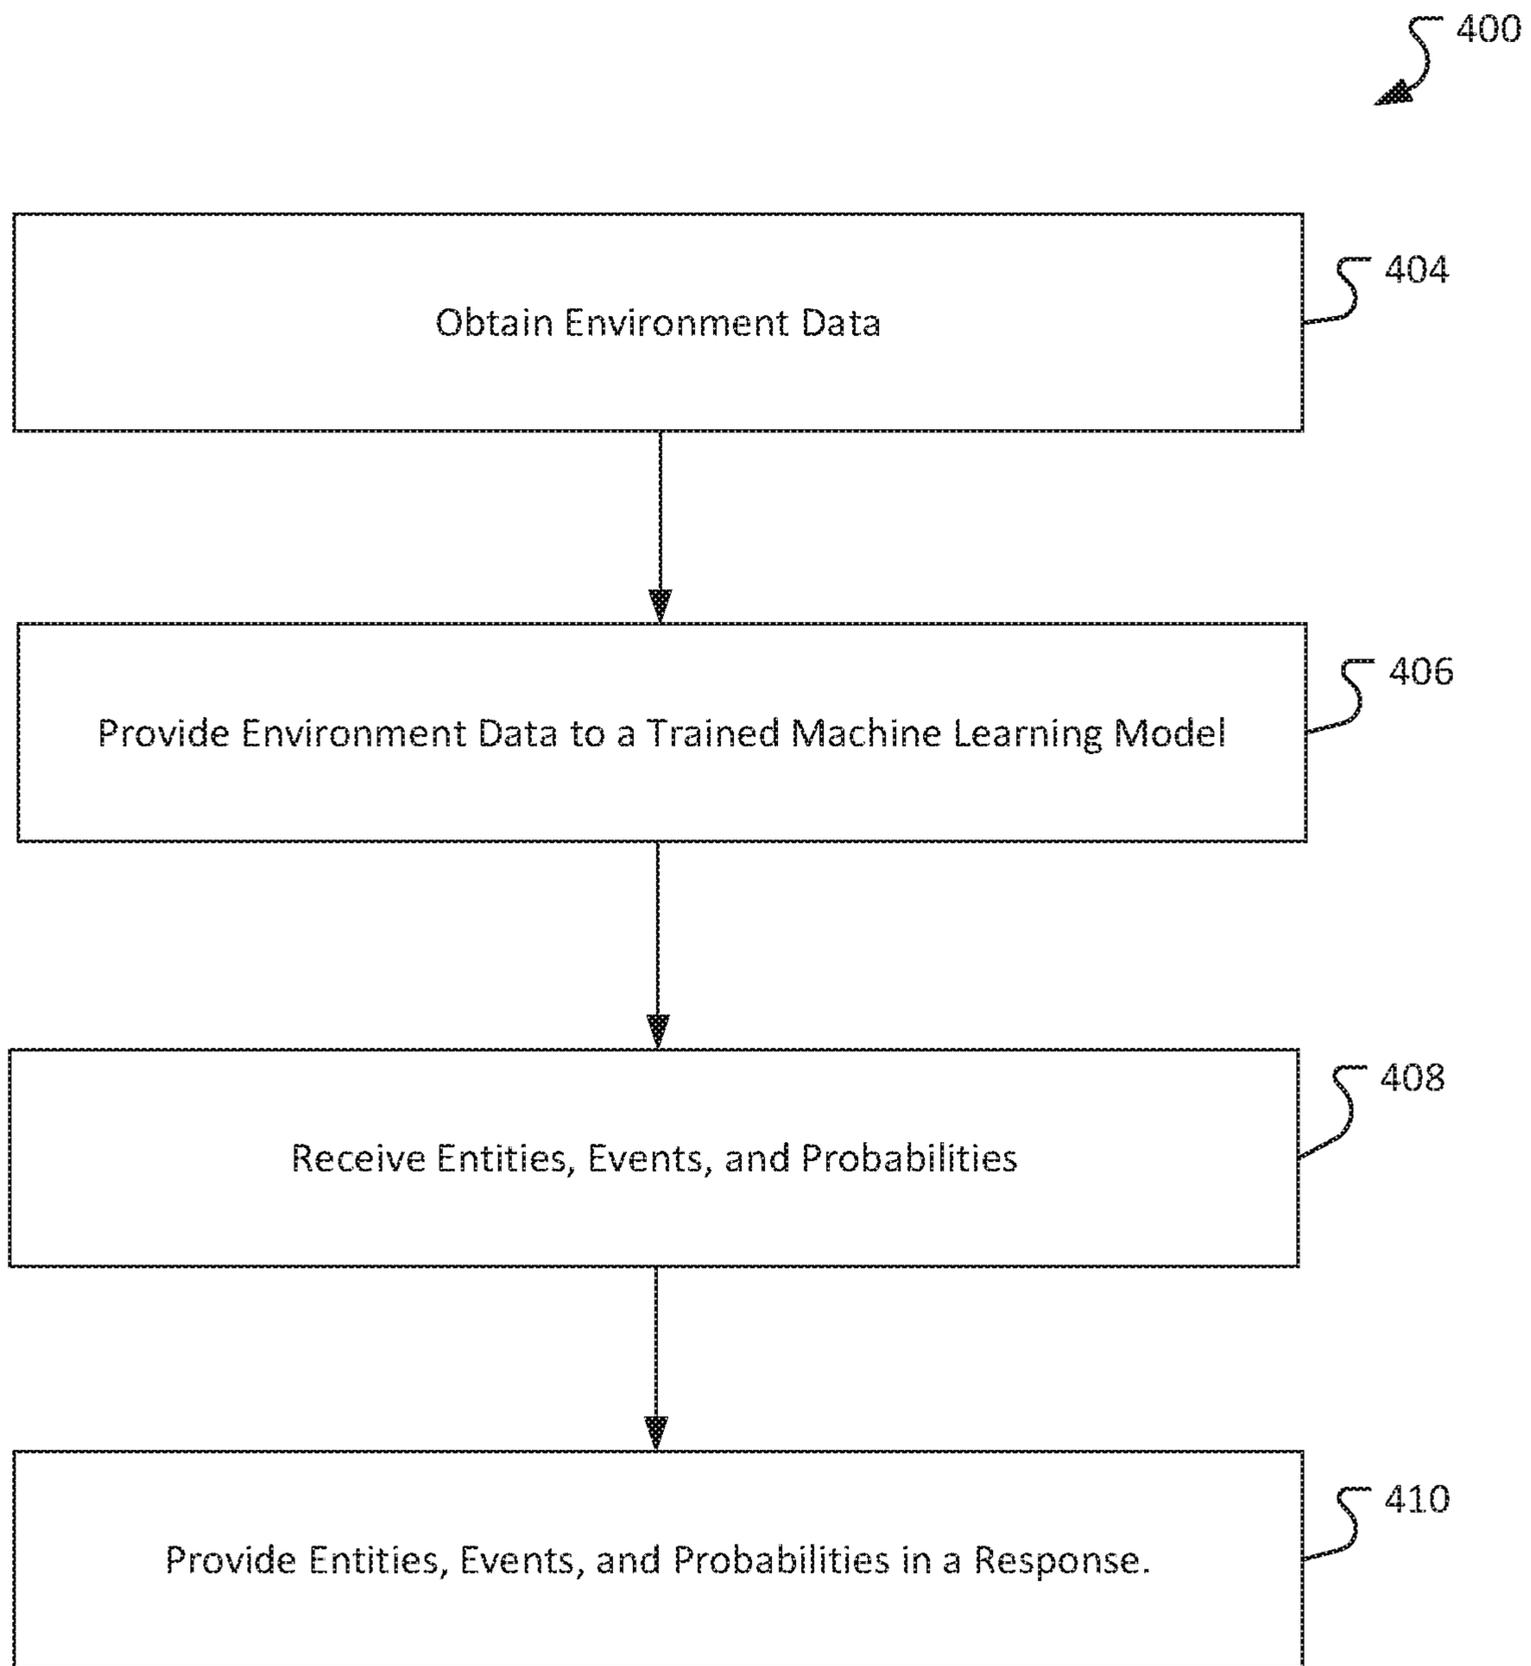 400
Obtain Environment Data
404
Provide Environment Data to a Trained Machine Learning Model
406
Receive Entities, Events, and Probabilities
408
Provide Entities, Events, and Probabilities in a Response.
410